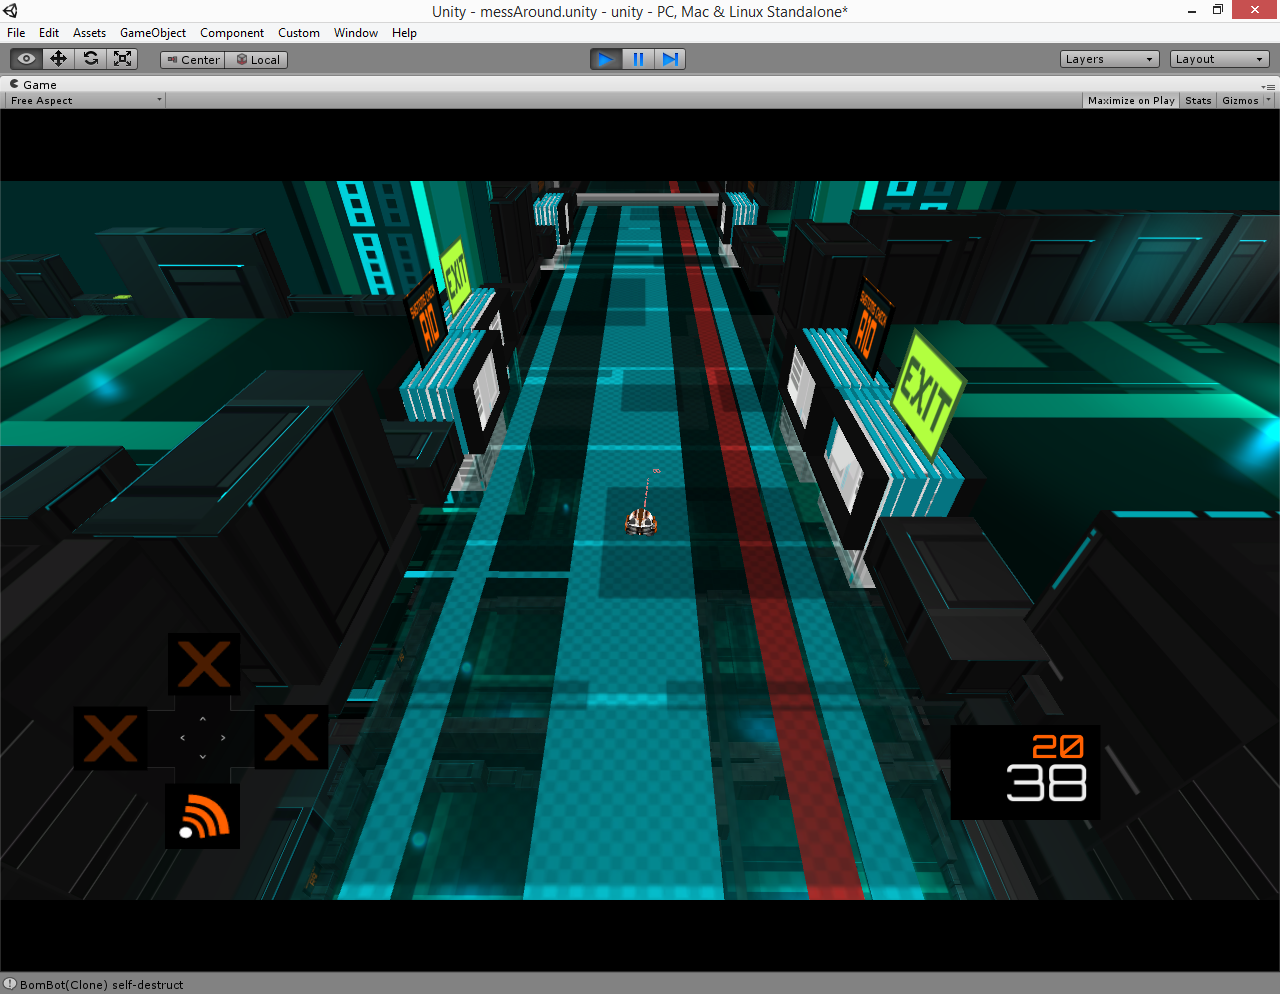 Unity - messAround.unity - unity - PC, Mac & Linux Standalone*
File Edit Assets GameObject Component Custom Window Help
Center Local Layers Layout
Game
Free Aspect Maximize on Play Stats Gizmos
EXIT
AID
AID
EXIT
20
38
BomBot(Clone) self-destruct